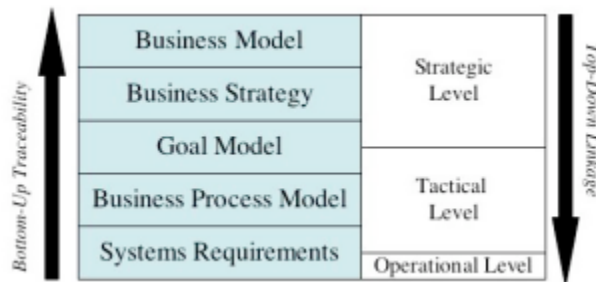 Business Model
Business Strategy
Goal Model
Business Process Model
Systems Requirements
Strategic
Level
Tactical
Level
Operational Level
Bottom-Up Traceability
Top-Down Linkage